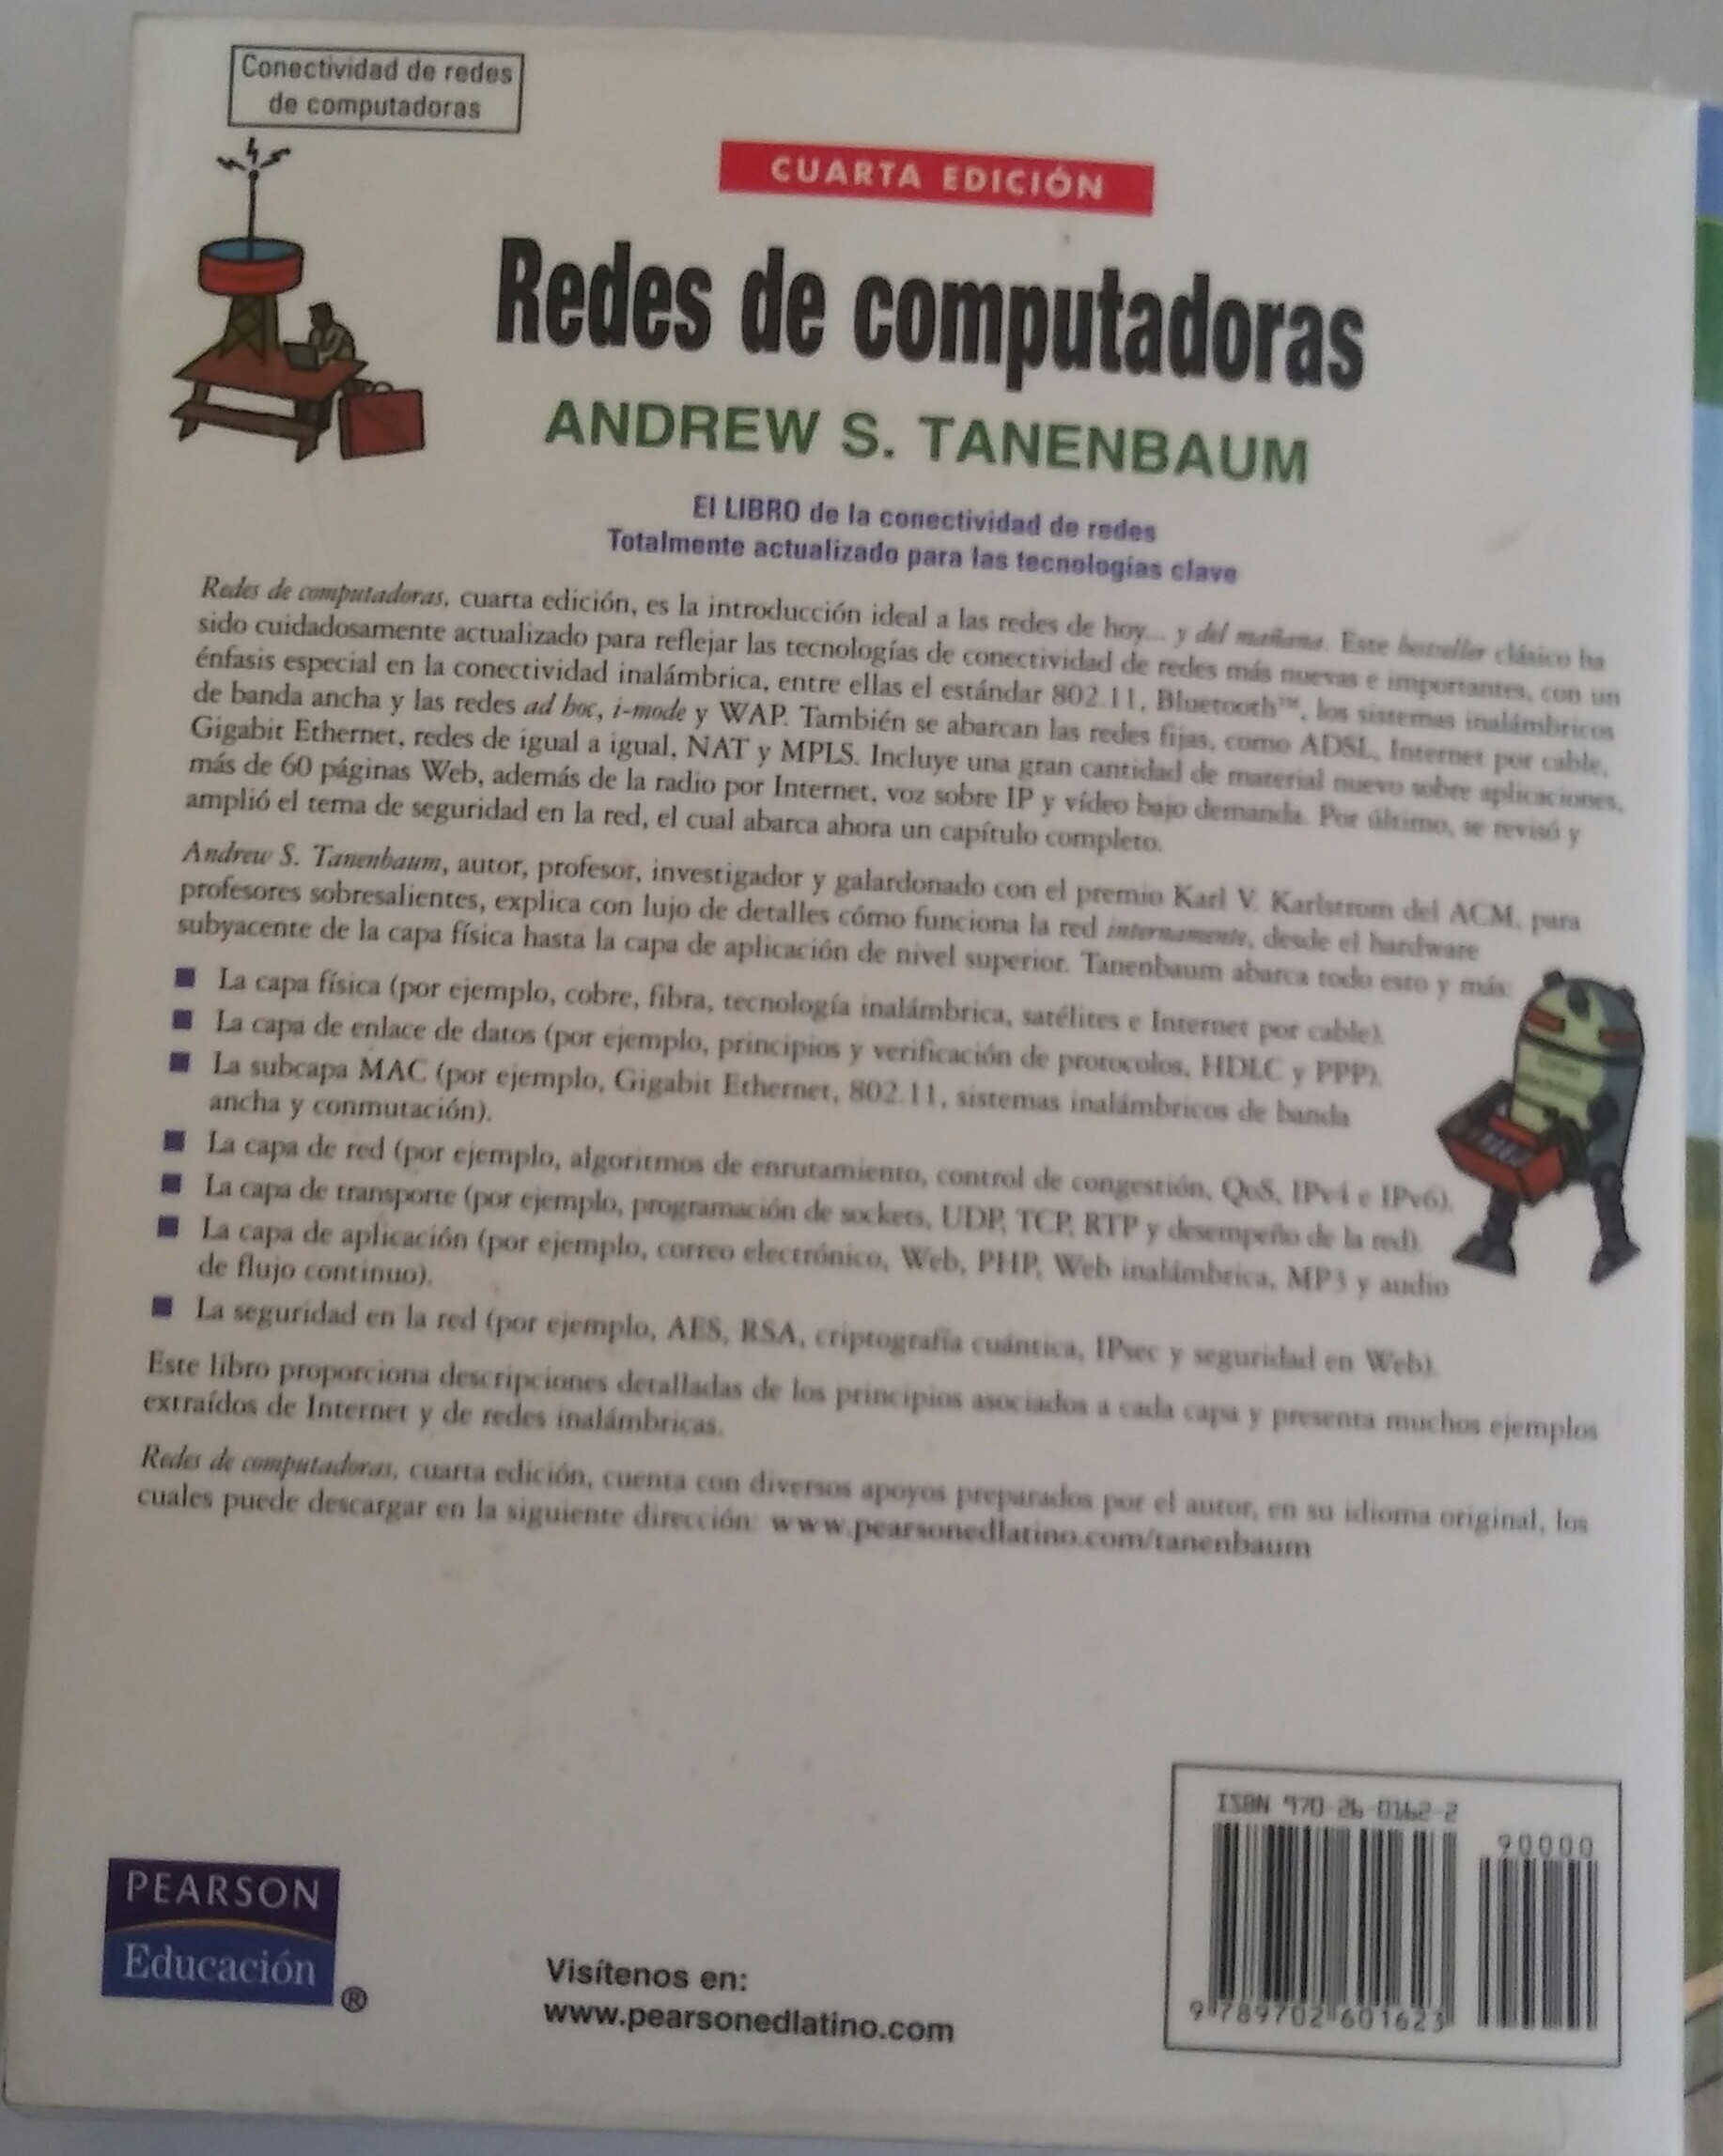 Conectividad de redes
de computadoras
CUARTA EDICIÓN
Redes de computadoras
ANDREW S. TANENBAUM
El LIBRO de la conectividad de redes
Totalmente actualizado para las tecnologías clave
Redes de computadoras, cuarta edición, es la introducción ideal a las redes de hoy... y del mañana. Este bestseller clásico ha
sido cuidadosamente actualizado para reflejar las tecnologías de conectividad de redes más nuevas e importantes, con un
énfasis especial en la conectividad inalámbrica, entre ellas el estándar 802.11, Bluetooth™, los sistemas inalámbricos
de banda ancha y las redes ad hoc, i-mode y WAP. También se abarcan las redes fijas, como ADSL, Internet por cable,
Gigabit Ethernet, redes de igual a igual, NAT y MPLS. Incluye una gran cantidad de material nuevo sobre aplicaciones,
más de 60 páginas Web, además de la radio por Internet, voz sobre IP y vídeo bajo demanda. Por último, se revisó y
amplió el tema de seguridad en la red, el cual abarca ahora un capítulo completo.
Andrew S. Tanenbaum, autor, profesor, investigador y galardonado con el premio Karl V. Karlstrom del ACM, para
profesores sobresalientes, explica con lujo de detalles cómo funciona la red internamente, desde el hardware
subyacente de la capa física hasta la capa de aplicación de nivel superior. Tanenbaum abarca todo esto y más:
■ La capa física (por ejemplo, cobre, fibra, tecnología inalámbrica, satélites e Internet por cable).
■ La capa de enlace de datos (por ejemplo, principios y verificación de protocolos, HDLC y PPP).
■ La subcapa MAC (por ejemplo, Gigabit Ethernet, 802.11, sistemas inalámbricos de banda
ancha y conmutación).
■ La capa de red (por ejemplo, algoritmos de enrutamiento, control de congestión, QoS, IPv4 e IPv6).
■ La capa de transporte (por ejemplo, programación de sockets, UDP, TCP, RTP y desempeño de la red).
■ La capa de aplicación (por ejemplo, correo electrónico, Web, PHP, Web inalámbrica, MP3 y audio
de flujo continuo).
■ La seguridad en la red (por ejemplo, AES, RSA, criptografía cuántica, IPsec y seguridad en Web).
Este libro proporciona descripciones detalladas de los principios asociados a cada capa y presenta muchos ejemplos
extraídos de Internet y de redes inalámbricas.
Redes de computadoras, cuarta edición, cuenta con diversos apoyos preparados por el autor, en su idioma original, los
cuales puede descargar en la siguiente dirección: www.pearsonedlatino.com/tanenbaum
PEARSON
Educación
®
Visítenos en:
www.pearsonedlatino.com
ISBN 970-26-0162-2
90000
9 789702 601623